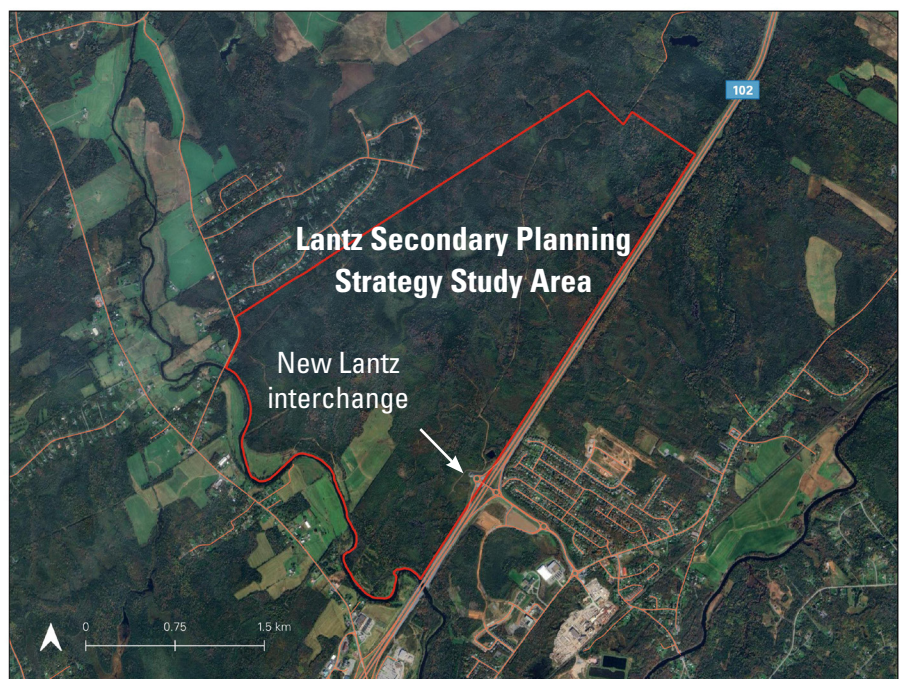 102
Lantz Secondary Planning
Strategy Study Area
New Lantz
interchange
0 0.75 1.5 km